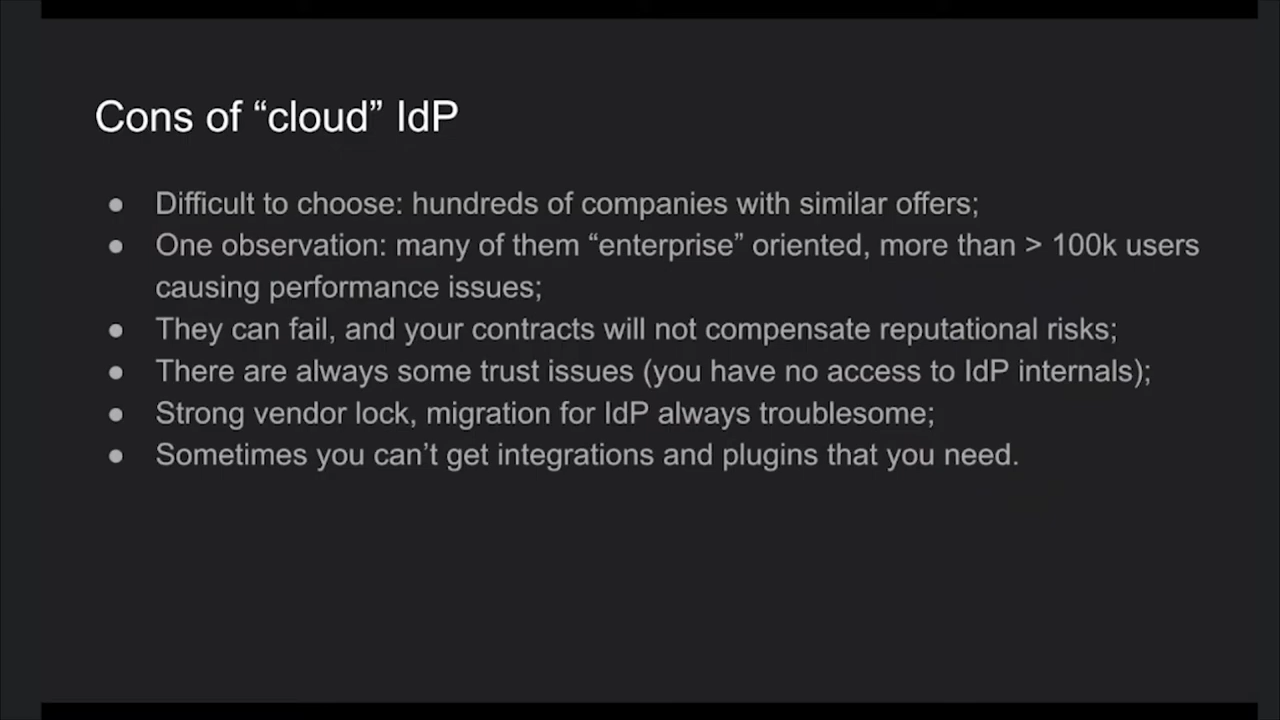 Cons of “cloud” IdP
● Difficult to choose: hundreds of companies with similar offers;
● One observation: many of them “enterprise” oriented, more than > 100k users
causing performance issues;
● They can fail, and your contracts will not compensate reputational risks;
● There are always some trust issues (you have no access to IdP internals);
● Strong vendor lock, migration for IdP always troublesome;
● Sometimes you can’t get integrations and plugins that you need.